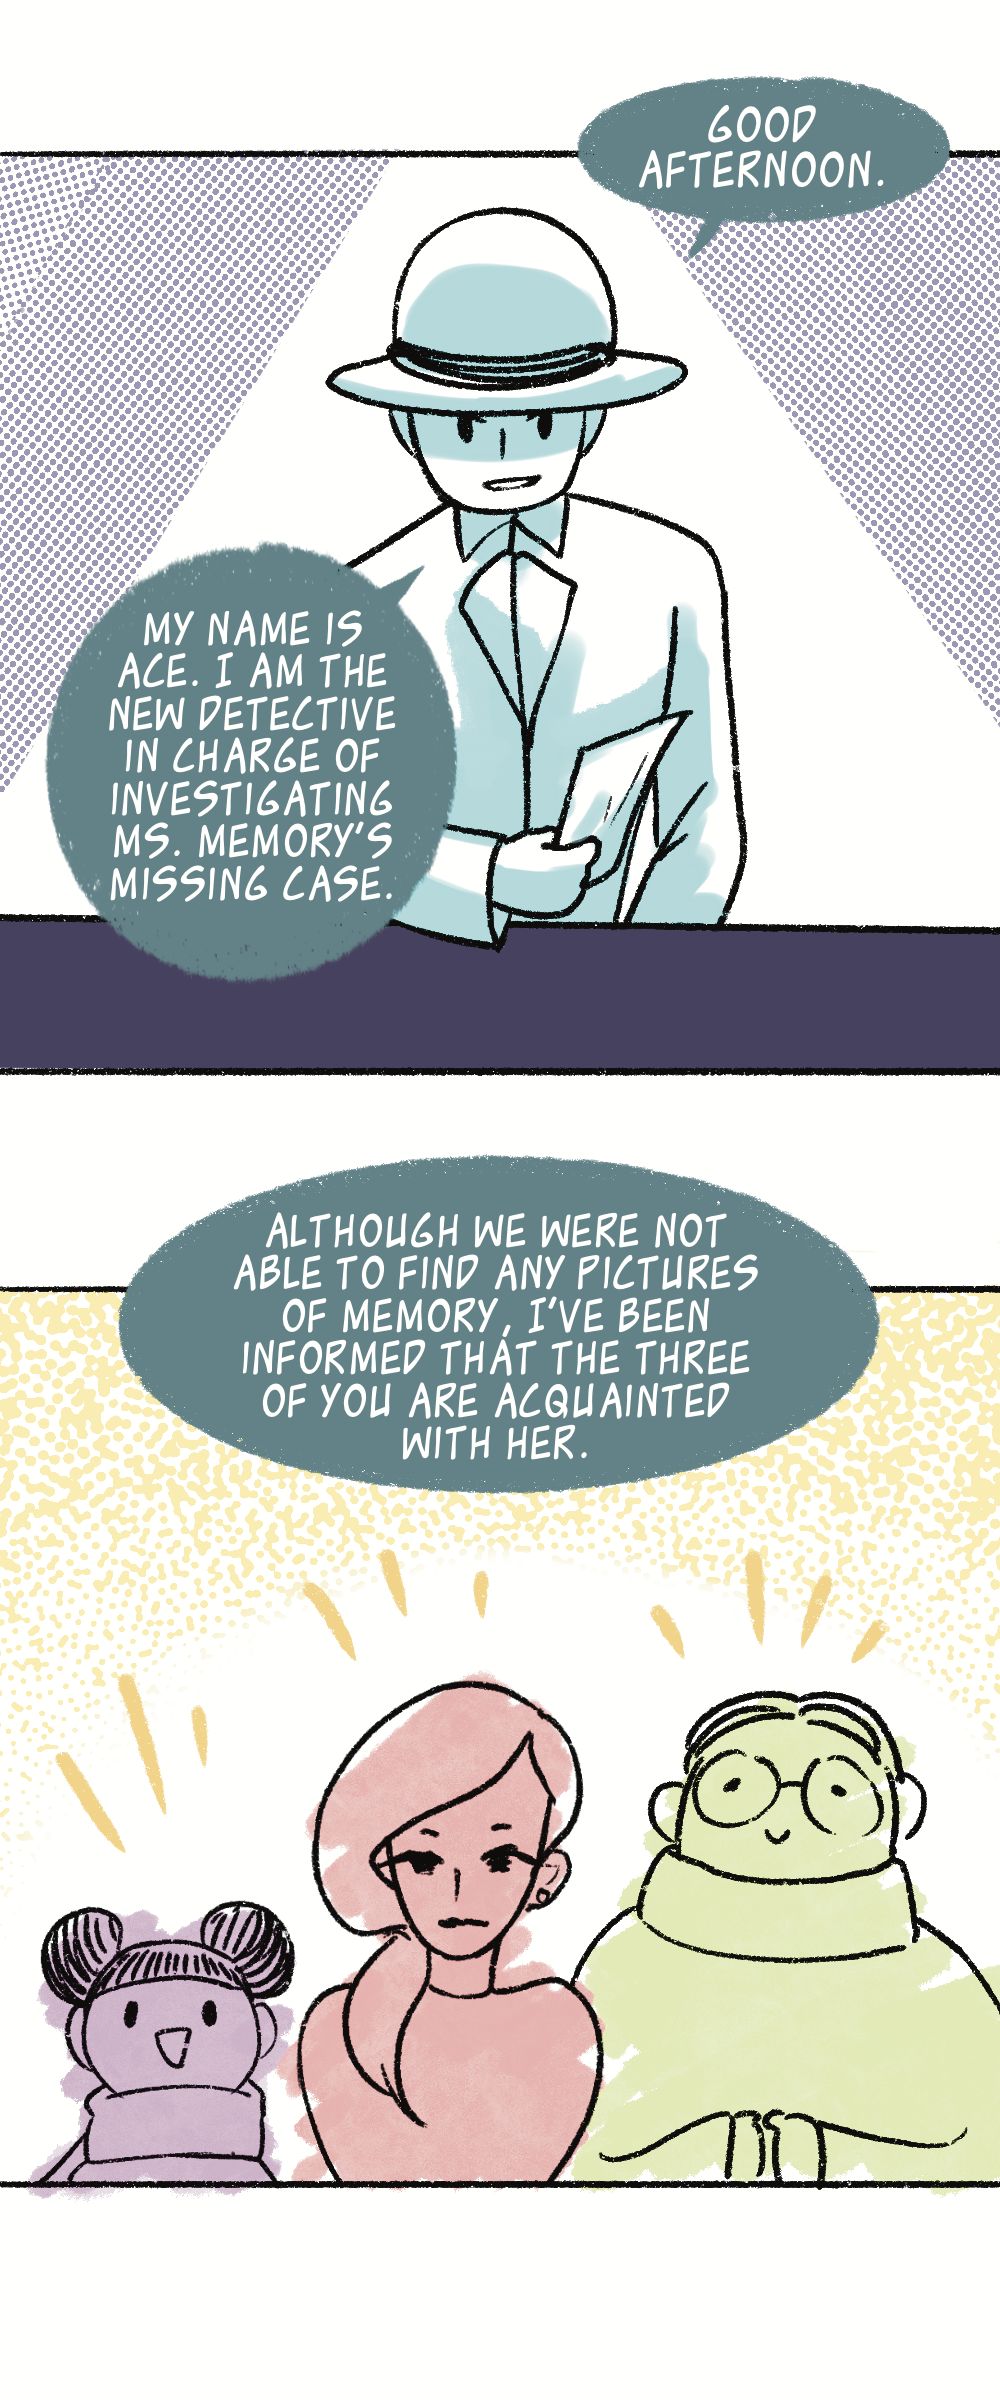 GOOD
AFTERNOON.
MY NAME IS
ACE. I AM THE
NEW DETECTIVE
IN CHARGE OF
INVESTIGATING
MS. MEMORY'S
MISSING CASE.
ALTHOUGH WE WERE NOT
ABLE TO FIND ANY PICTURES
OF MEMORY, I'VE BEEN
INFORMED THAT THE THREE
OF YOU ARE ACQUAINTED
WITH HER.